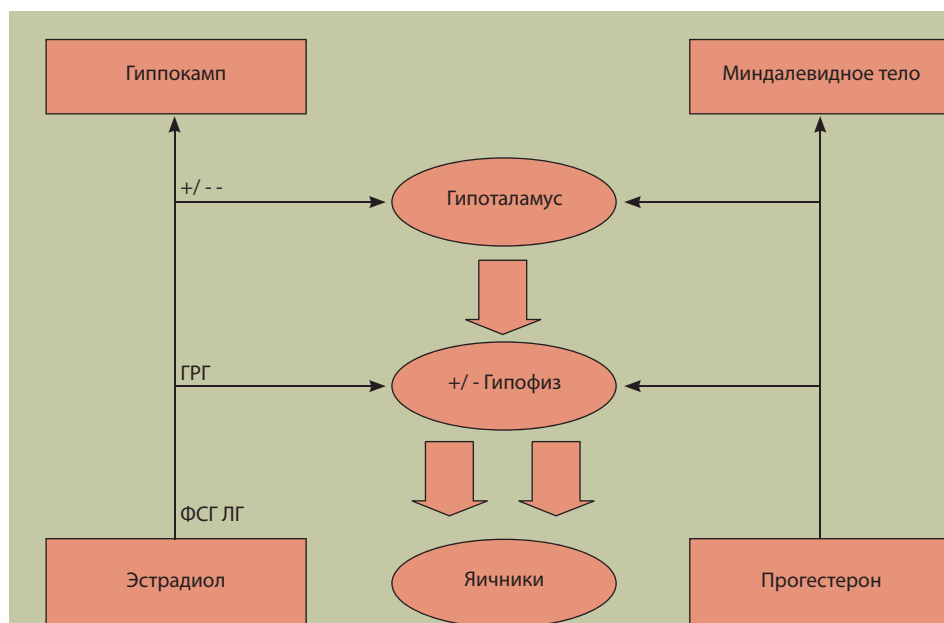 Гиппокамп
Миндалевидное тело
+/ - -
Гипоталамус
ГРГ
+/ - Гипофиз
ФСГ ЛГ
Эстрадиол
Яичники
Прогестерон